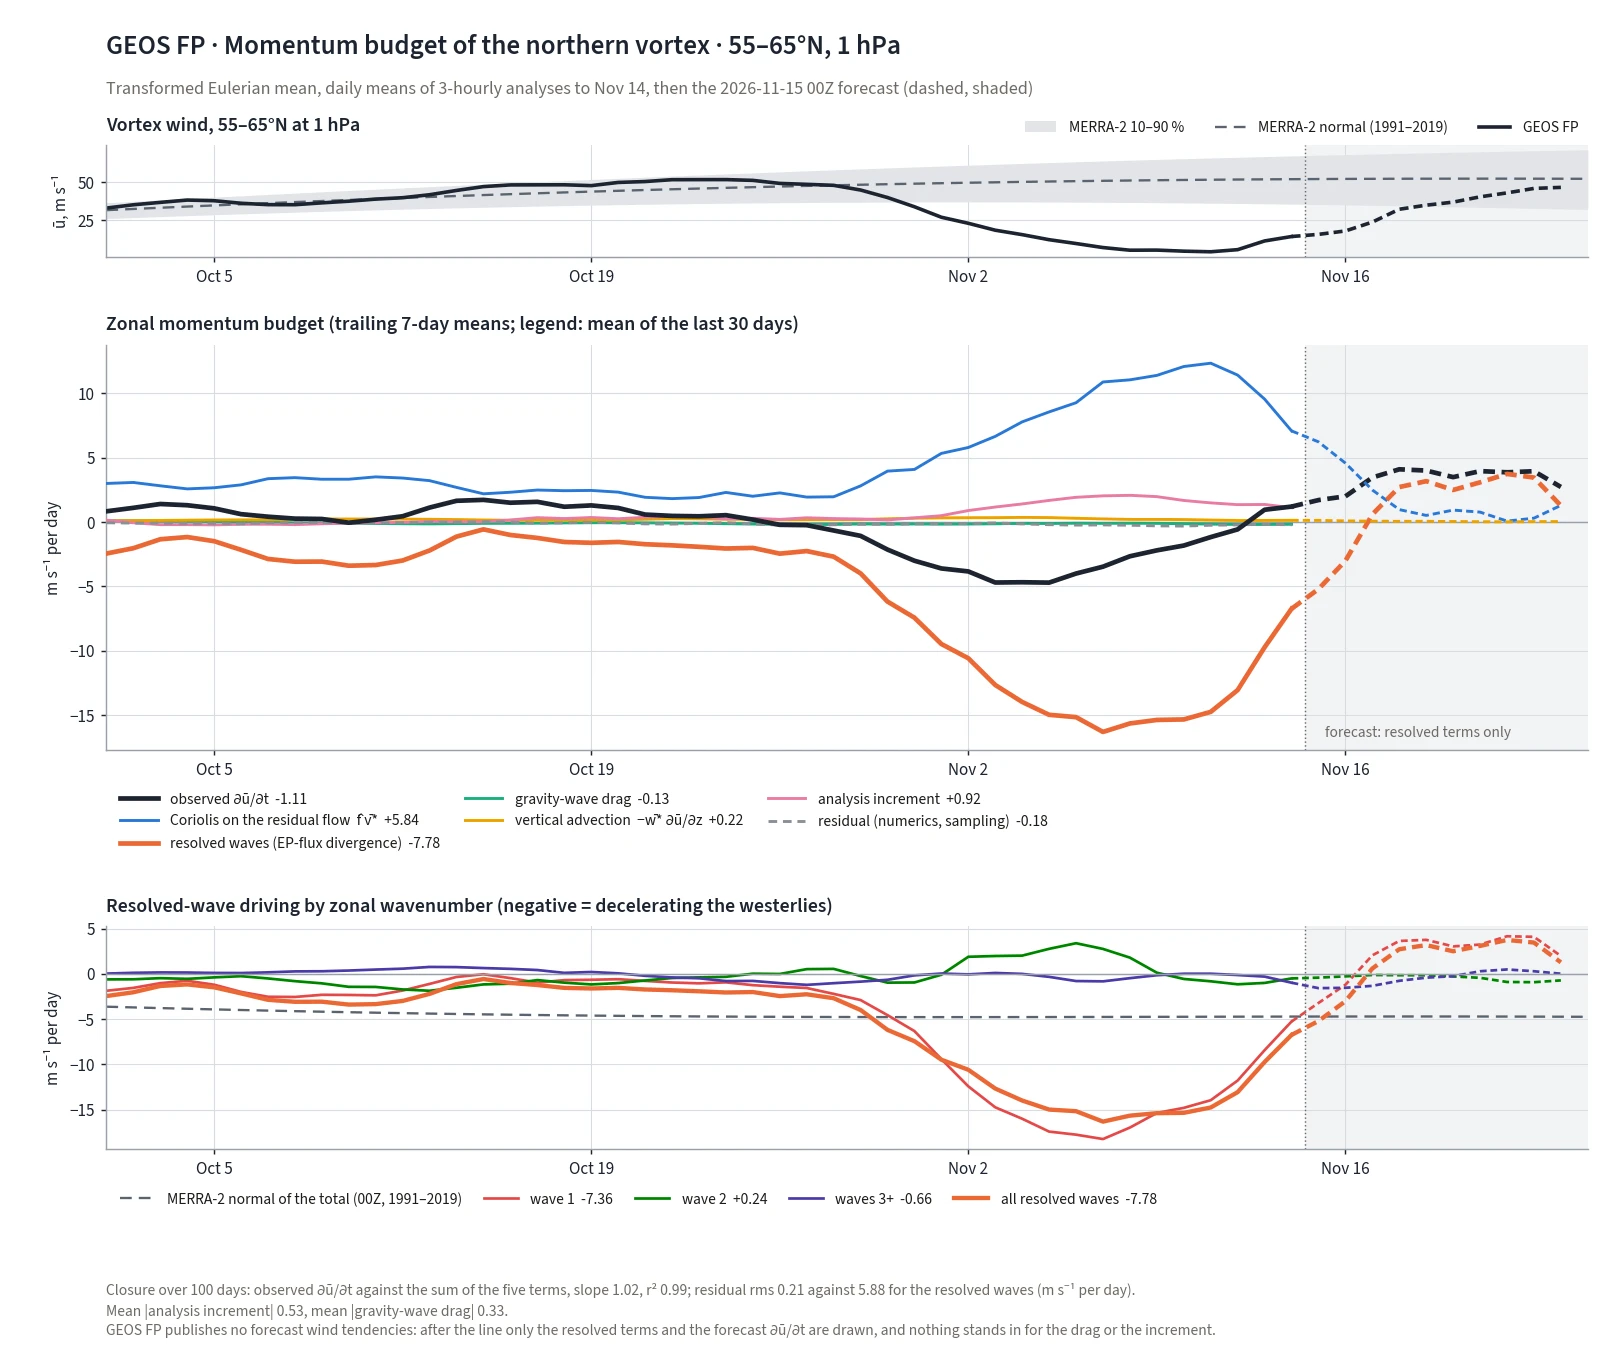 GEOS FP · Momentum budget of the northern vortex · 55–65°N, 1 hPa
Transformed Eulerian mean, daily means of 3-hourly analyses to Nov 14, then the 2026-11-15 00Z forecast (dashed, shaded)
Vortex wind, 55–65°N at 1 hPa
MERRA-2 10–90 %
MERRA-2 normal (1991–2019)
GEOS FP
ū, m s⁻¹
50
25
Oct 5
Oct 19
Nov 2
Nov 16
Zonal momentum budget (trailing 7-day means; legend: mean of the last 30 days)
m s⁻¹ per day
10
5
0
−5
−10
−15
forecast: resolved terms only
Oct 5
Oct 19
Nov 2
Nov 16
observed ∂ū/∂t -1.11
gravity-wave drag -0.13
analysis increment +0.92
Coriolis on the residual flow f v̄* +5.84
vertical advection −w̄* ∂ū/∂z +0.22
residual (numerics, sampling) -0.18
resolved waves (EP-flux divergence) -7.78
Resolved-wave driving by zonal wavenumber (negative = decelerating the westerlies)
m s⁻¹ per day
5
0
−5
−10
−15
Oct 5
Oct 19
Nov 2
Nov 16
MERRA-2 normal of the total (00Z, 1991–2019)
wave 1 -7.36
wave 2 +0.24
waves 3+ -0.66
all resolved waves -7.78
Closure over 100 days: observed ∂ū/∂t against the sum of the five terms, slope 1.02, r² 0.99; residual rms 0.21 against 5.88 for the resolved waves (m s⁻¹ per day).
Mean |analysis increment| 0.53, mean |gravity-wave drag| 0.33.
GEOS FP publishes no forecast wind tendencies: after the line only the resolved terms and the forecast ∂ū/∂t are drawn, and nothing stands in for the drag or the increment.